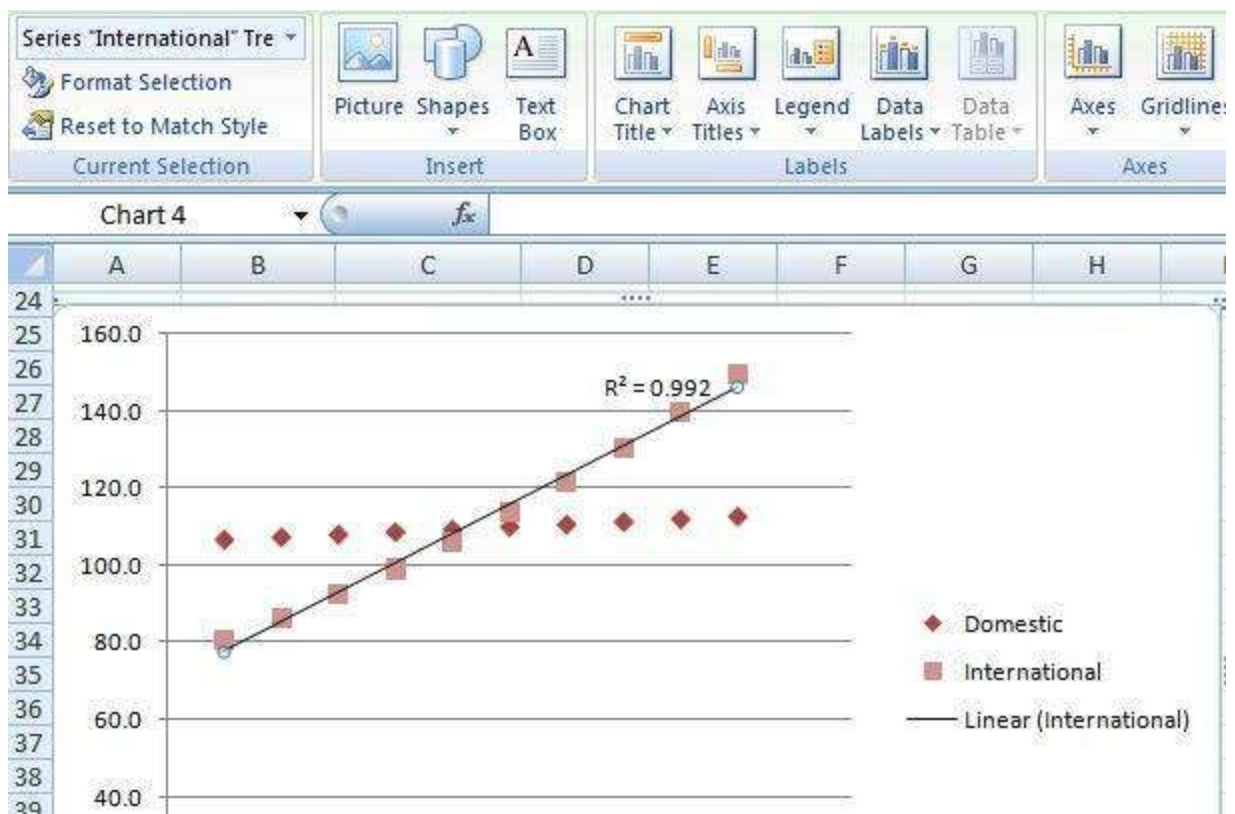 Series "International" Tre
Format Selection
Reset to Match Style
Current Selection
Picture Shapes Text Box
Insert
Chart Title Axis Titles Legend Data Labels Data Table
Labels
Axes Gridlines
Axes
Chart 4
fx
A B C D E F G H
24
25
26
27
28
29
30
31
32
33
34
35
36
37
38
39
160.0
140.0
120.0
100.0
80.0
60.0
40.0
R² = 0.992
Domestic
International
Linear (International)